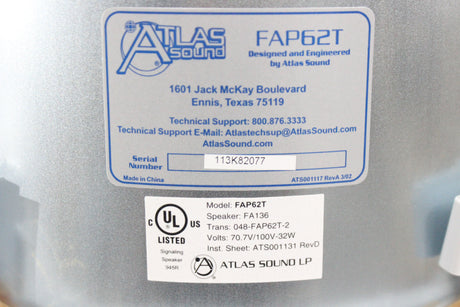 ATLAS
Sound
FAP62T
Designed and Engineered
by Atlas Sound
1601 Jack McKay Boulevard
Ennis, Texas 75119
Technical Support: 800.876.3333
Technical Support E-Mail: Atlastechsup@AtlasSound.com
AtlasSound.com
Serial
Number
113K82077
Made in China
ATS001117 RevA 3/02
C UL US
LISTED
Signaling
Speaker
945R
Model: FAP62T
Speaker: FA136
Trans: 048-FAP62T-2
Volts: 70.7V/100V-32W
Inst. Sheet: ATS001131 RevD
ATLAS SOUND LP